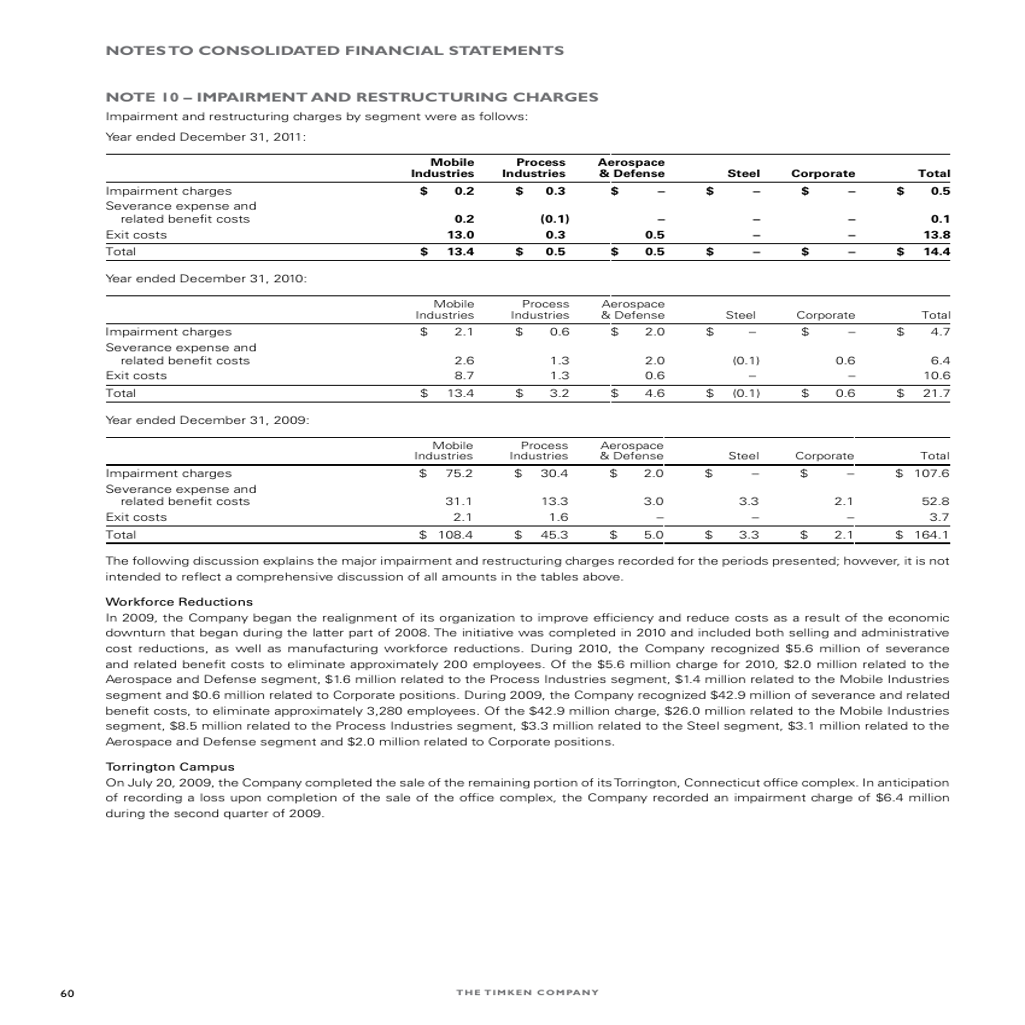 NOTES TO CONSOLIDATED FINANCIAL STATEMENTS
NOTE 10 – IMPAIRMENT AND RESTRUCTURING CHARGES
Impairment and restructuring charges by segment were as follows:
Year ended December 31, 2011:
Mobile Process Aerospace
Industries Industries & Defense Steel Corporate Total
Impairment charges $ 0.2 $ 0.3 $ – $ – $ – $ 0.5
Severance expense and
related benefit costs 0.2 (0.1) – – – 0.1
Exit costs 13.0 0.3 0.5 – – 13.8
Total $ 13.4 $ 0.5 $ 0.5 $ – $ – $ 14.4
Year ended December 31, 2010:
Mobile Process Aerospace
Industries Industries & Defense Steel Corporate Total
Impairment charges $ 2.1 $ 0.6 $ 2.0 $ – $ – $ 4.7
Severance expense and
related benefit costs 2.6 1.3 2.0 (0.1) 0.6 6.4
Exit costs 8.7 1.3 0.6 – – 10.6
Total $ 13.4 $ 3.2 $ 4.6 $ (0.1) $ 0.6 $ 21.7
Year ended December 31, 2009:
Mobile Process Aerospace
Industries Industries & Defense Steel Corporate Total
Impairment charges $ 75.2 $ 30.4 $ 2.0 $ – $ – $ 107.6
Severance expense and
related benefit costs 31.1 13.3 3.0 3.3 2.1 52.8
Exit costs 2.1 1.6 – – – 3.7
Total $ 108.4 $ 45.3 $ 5.0 $ 3.3 $ 2.1 $ 164.1
The following discussion explains the major impairment and restructuring charges recorded for the periods presented; however, it is not
intended to reflect a comprehensive discussion of all amounts in the tables above.
Workforce Reductions
In 2009, the Company began the realignment of its organization to improve efficiency and reduce costs as a result of the economic
downturn that began during the latter part of 2008. The initiative was completed in 2010 and included both selling and administrative
cost reductions, as well as manufacturing workforce reductions. During 2010, the Company recognized $5.6 million of severance
and related benefit costs to eliminate approximately 200 employees. Of the $5.6 million charge for 2010, $2.0 million related to the
Aerospace and Defense segment, $1.6 million related to the Process Industries segment, $1.4 million related to the Mobile Industries
segment and $0.6 million related to Corporate positions. During 2009, the Company recognized $42.9 million of severance and related
benefit costs, to eliminate approximately 3,280 employees. Of the $42.9 million charge, $26.0 million related to the Mobile Industries
segment, $8.5 million related to the Process Industries segment, $3.3 million related to the Steel segment, $3.1 million related to the
Aerospace and Defense segment and $2.0 million related to Corporate positions.
Torrington Campus
On July 20, 2009, the Company completed the sale of the remaining portion of its Torrington, Connecticut office complex. In anticipation
of recording a loss upon completion of the sale of the office complex, the Company recorded an impairment charge of $6.4 million
during the second quarter of 2009.
60 THE TIMKEN COMPANY